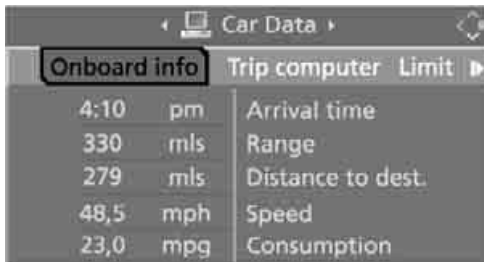 Car Data
Onboard info Trip computer Limit
4:10 pm Arrival time
330 mls Range
279 mls Distance to dest.
48,5 mph Speed
23,0 mpg Consumption